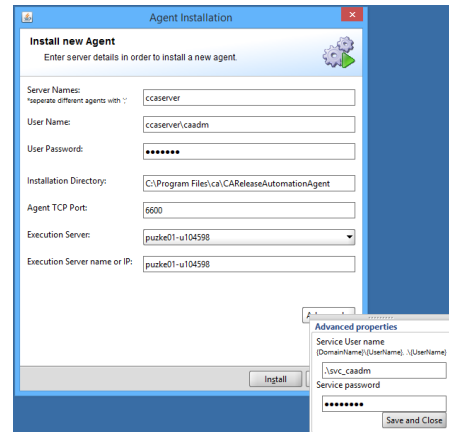 Agent Installation
Install new Agent
Enter server details in order to install a new agent.
Server Names:
*seperate different agents with ';'
ccaserver
User Name:
ccaserver\caadm
User Password:
•••••••
Installation Directory:
C:\Program Files\ca\CAReleaseAutomationAgent
Agent TCP Port:
6600
Execution Server:
puzke01-u104598
Execution Server name or IP:
puzke01-u104598
Install
Advanced properties
Service User name
{DomainName}\{UserName}, .\{UserName}
.\svc_caadm
Service password
••••••••
Save and Close